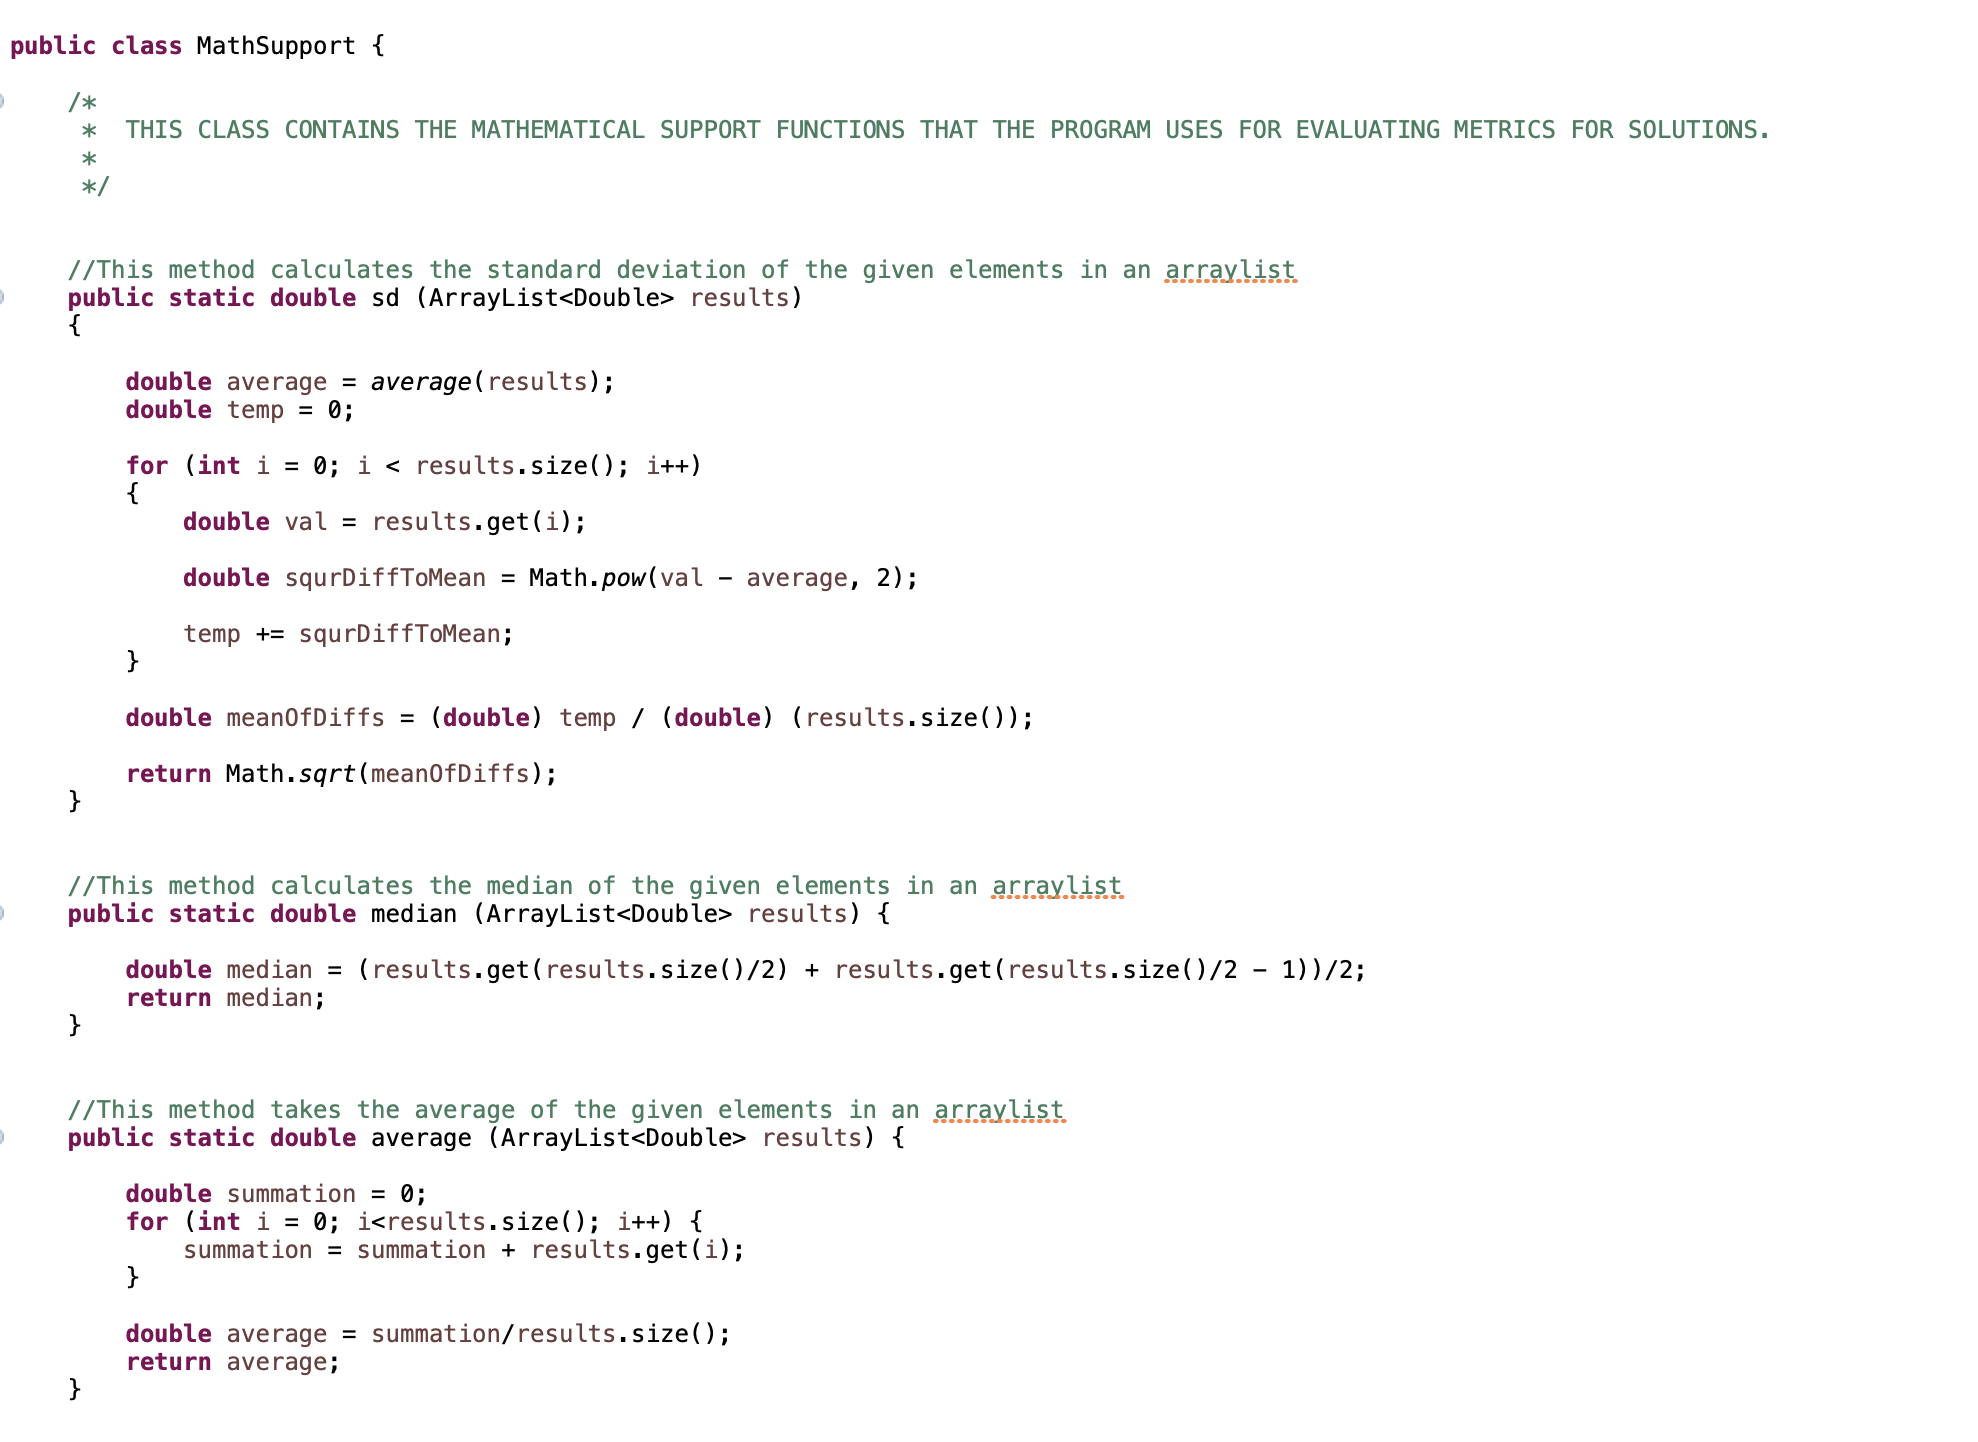 public class MathSupport {
/*
* THIS CLASS CONTAINS THE MATHEMATICAL SUPPORT FUNCTIONS THAT THE PROGRAM USES FOR EVALUATING METRICS FOR SOLUTIONS.
*
*/
//This method calculates the standard deviation of the given elements in an arraylist
public static double sd (ArrayList<Double> results)
{
double average = average(results);
double temp = 0;
for (int i = 0; i < results.size(); i++)
{
double val = results.get(i);
double squrDiffToMean = Math.pow(val - average, 2);
temp += squrDiffToMean;
}
double meanOfDiffs = (double) temp / (double) (results.size());
return Math.sqrt(meanOfDiffs);
}
//This method calculates the median of the given elements in an arraylist
public static double median (ArrayList<Double> results) {
double median = (results.get(results.size()/2) + results.get(results.size()/2 - 1))/2;
return median;
}
//This method takes the average of the given elements in an arraylist
public static double average (ArrayList<Double> results) {
double summation = 0;
for (int i = 0; i<results.size(); i++) {
summation = summation + results.get(i);
}
double average = summation/results.size();
return average;
}